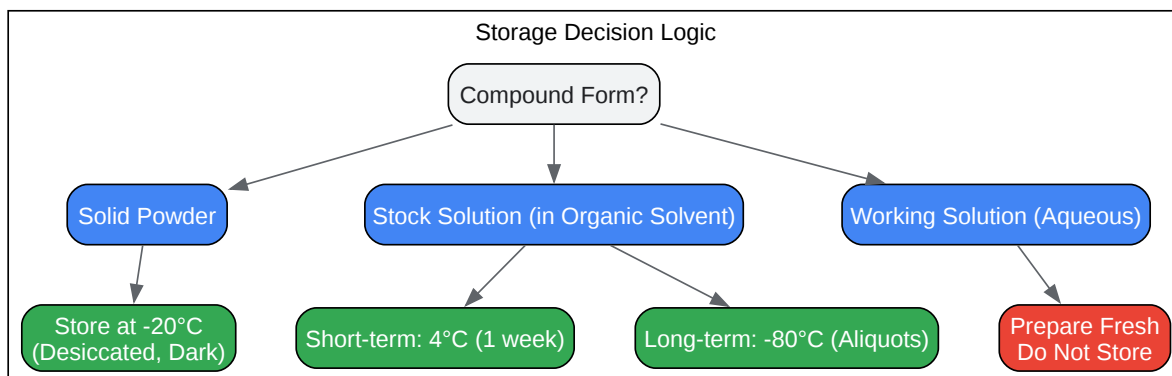 Storage Decision Logic
Compound Form?
Solid Powder
Stock Solution (in Organic Solvent)
Working Solution (Aqueous)
Store at -20°C
(Desiccated, Dark)
Short-term: 4°C (1 week)
Long-term: -80°C (Aliquots)
Prepare Fresh
Do Not Store